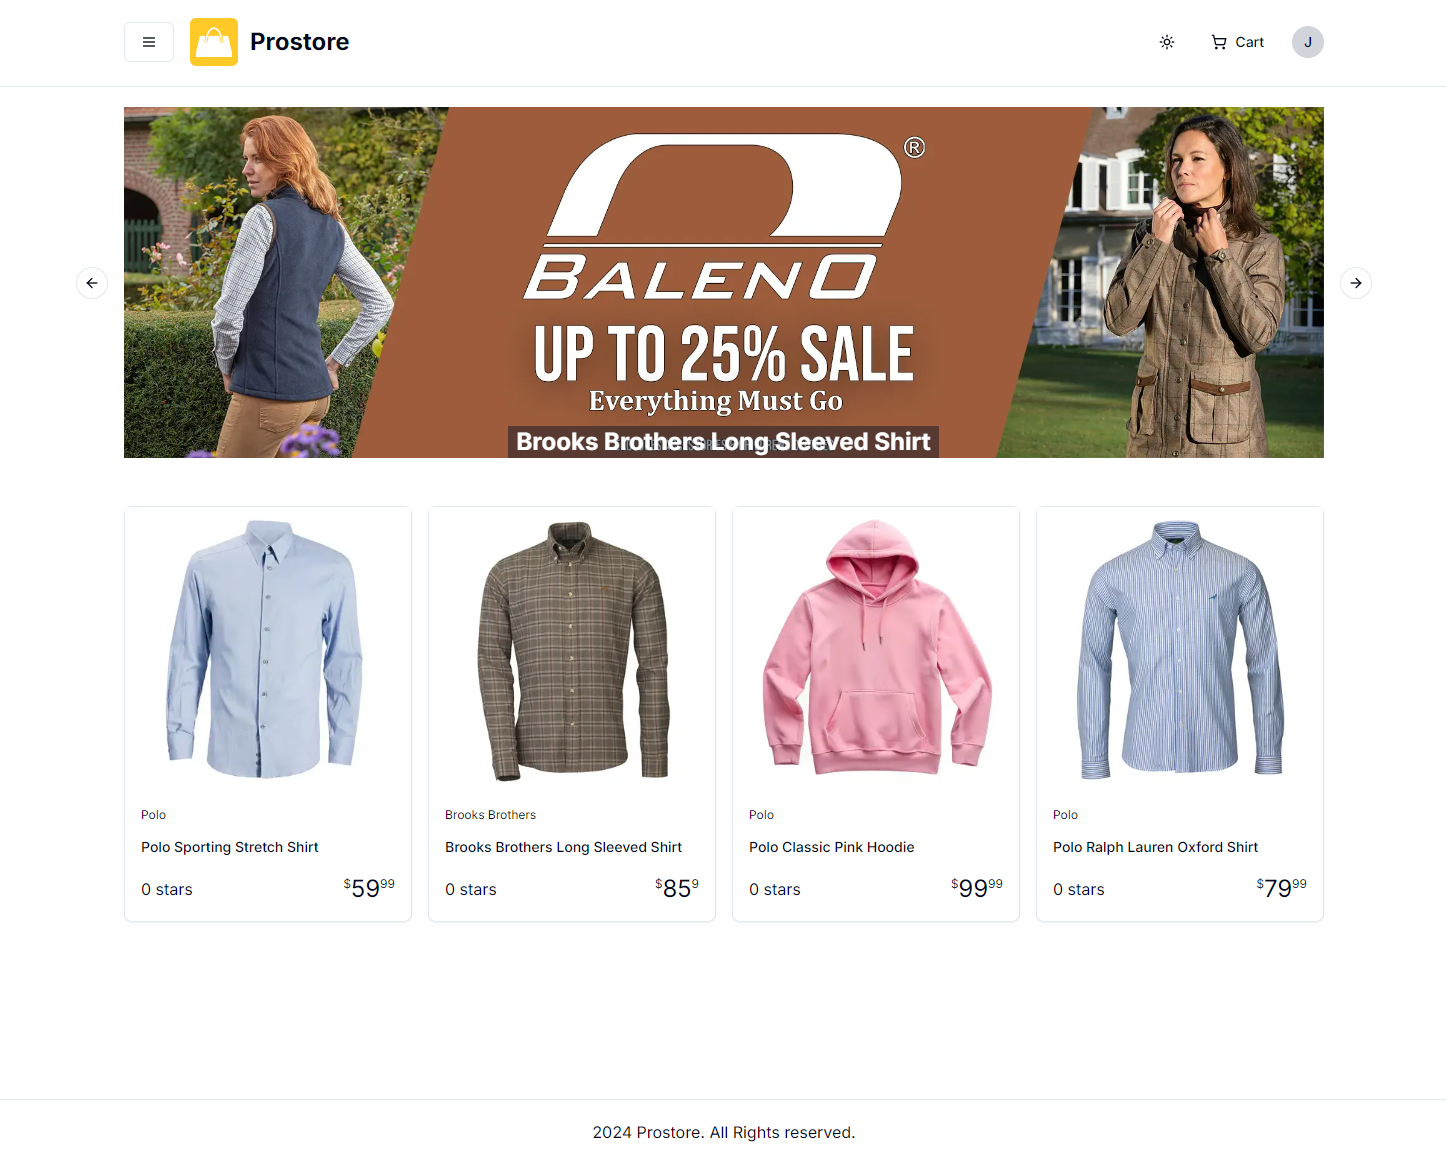 Prostore
Cart
J
®
BALENO
UP TO 25% SALE
Everything Must Go
Brooks Brothers Long Sleeved Shirt
Polo
Polo Sporting Stretch Shirt
0 stars
$59 99
Brooks Brothers
Brooks Brothers Long Sleeved Shirt
0 stars
$85 9
Polo
Polo Classic Pink Hoodie
0 stars
$99 99
Polo
Polo Ralph Lauren Oxford Shirt
0 stars
$79 99
2024 Prostore. All Rights reserved.